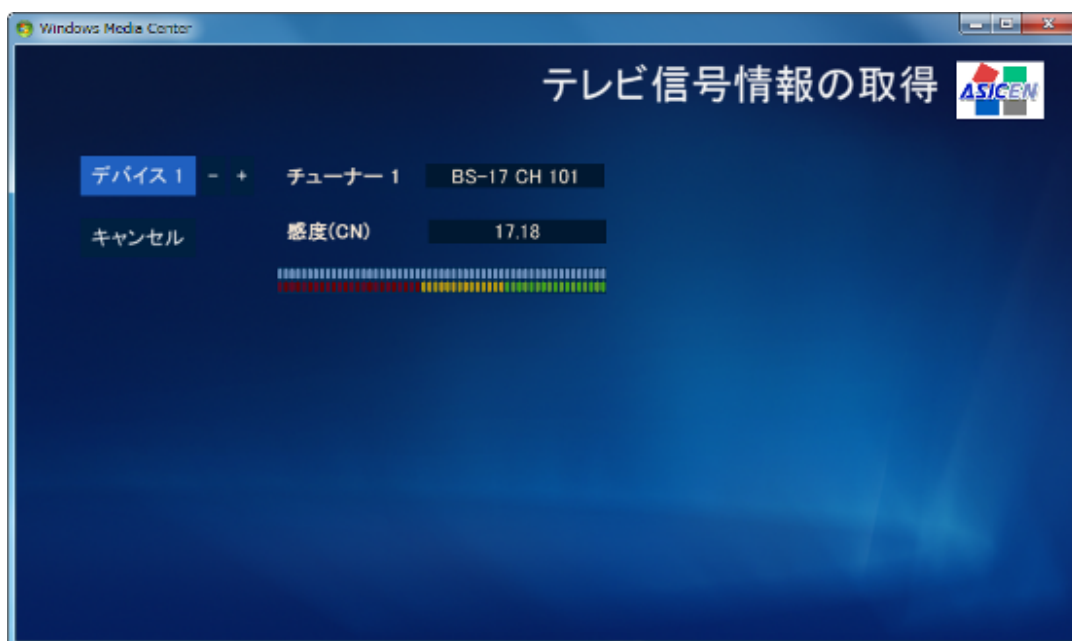 Windows Media Center
テレビ信号情報の取得
ASICEN
デバイス 1 - + チューナー 1 BS-17 CH 101
キャンセル 感度(CN) 17.18